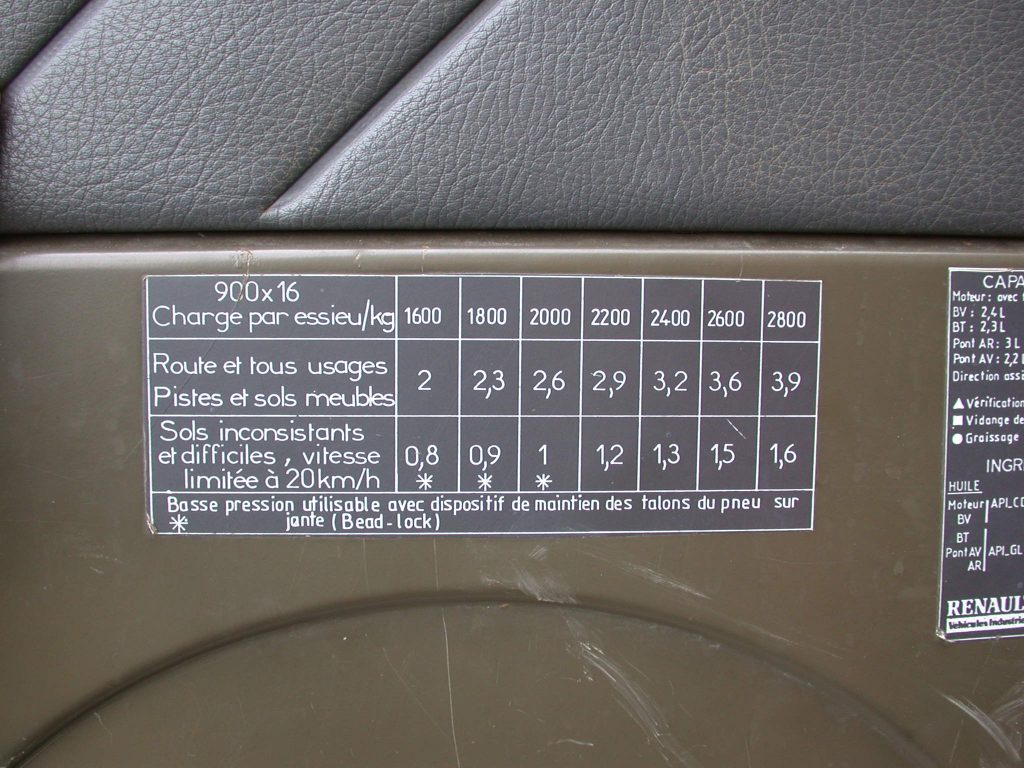 900x16
Charge par essieu/kg 1600 1800 2000 2200 2400 2600 2800
Route et tous usages
Pistes et sols meubles 2 2,3 2,6 2,9 3,2 3,6 3,9
Sols inconsistants
et difficiles, vitesse
limitée à 20km/h 0,8 0,9 1 1,2 1,3 1,5 1,6
* * *
Basse pression utilisable avec dispositif de maintien des talons du pneu sur
* jante (Bead-lock)
CAPA
Moteur: avec
BV: 2,4L
BT: 2,3L
Pont AR: 3L
Pont AV: 2,2
Direction assi
▲ Vérification
■ Vidange de
● Graissage
INGR
HUILE
Moteur API_CD
BV
BT
Pont AV API_GL
AR
RENAUL
Véhicules Industrie